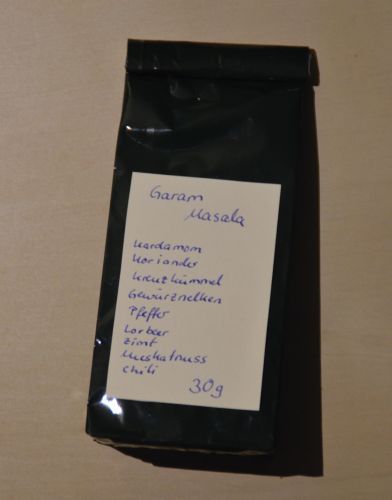 Garam
Masala
Kardamom
Koriander
Kreuzkümmel
Gewürznelken
Pfeffer
Lorbeer
Zimt
Muskatnuss
Chili
30g